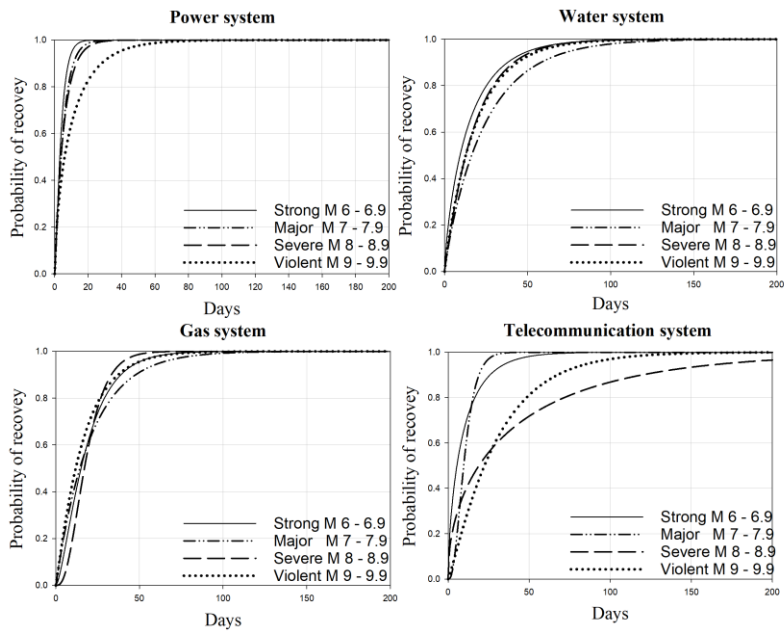 Power system
Probability of recovey
1.0
0.8
0.6
0.4
0.2
0.0
Strong M 6 - 6.9
Major M 7 - 7.9
Severe M 8 - 8.9
Violent M 9 - 9.9
0 20 40 60 80 100 120 140 160 180 200
Days
Water system
Probability of recovey
1.0
0.8
0.6
0.4
0.2
0.0
Strong M 6 - 6.9
Major M 7 - 7.9
Severe M 8 - 8.9
Violent M 9 - 9.9
0 50 100 150 200
Days
Gas system
Probability of recovey
1.0
0.8
0.6
0.4
0.2
0.0
Strong M 6 - 6.9
Major M 7 - 7.9
Severe M 8 - 8.9
Violent M 9 - 9.9
0 50 100 150 200
Days
Telecommunication system
Probability of recovey
1.0
0.8
0.6
0.4
0.2
0.0
Strong M 6 - 6.9
Major M 7 - 7.9
Severe M 8 - 8.9
Violent M 9 - 9.9
0 50 100 150 200
Days